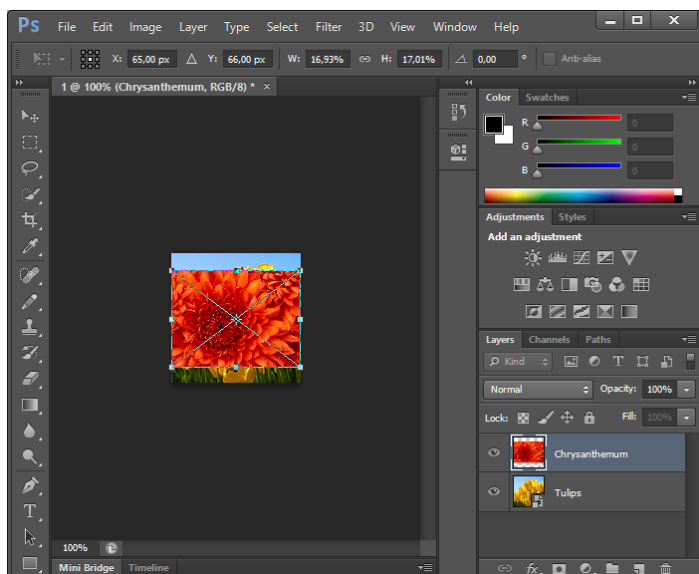 Ps File Edit Image Layer Type Select Filter 3D View Window Help
X: 65,00 px Y: 66,00 px W: 16,93% H: 17,01% 0,00 ° Anti-alias
1 @ 100% (Chrysanthemum, RGB/8) * ×
Color Swatches
R 0
G 0
B 0
Adjustments Styles
Add an adjustment
Layers Channels Paths
Kind
Normal Opacity: 100%
Lock: Fill: 100%
Chrysanthemum
Tulips
100%
Mini Bridge Timeline
fx